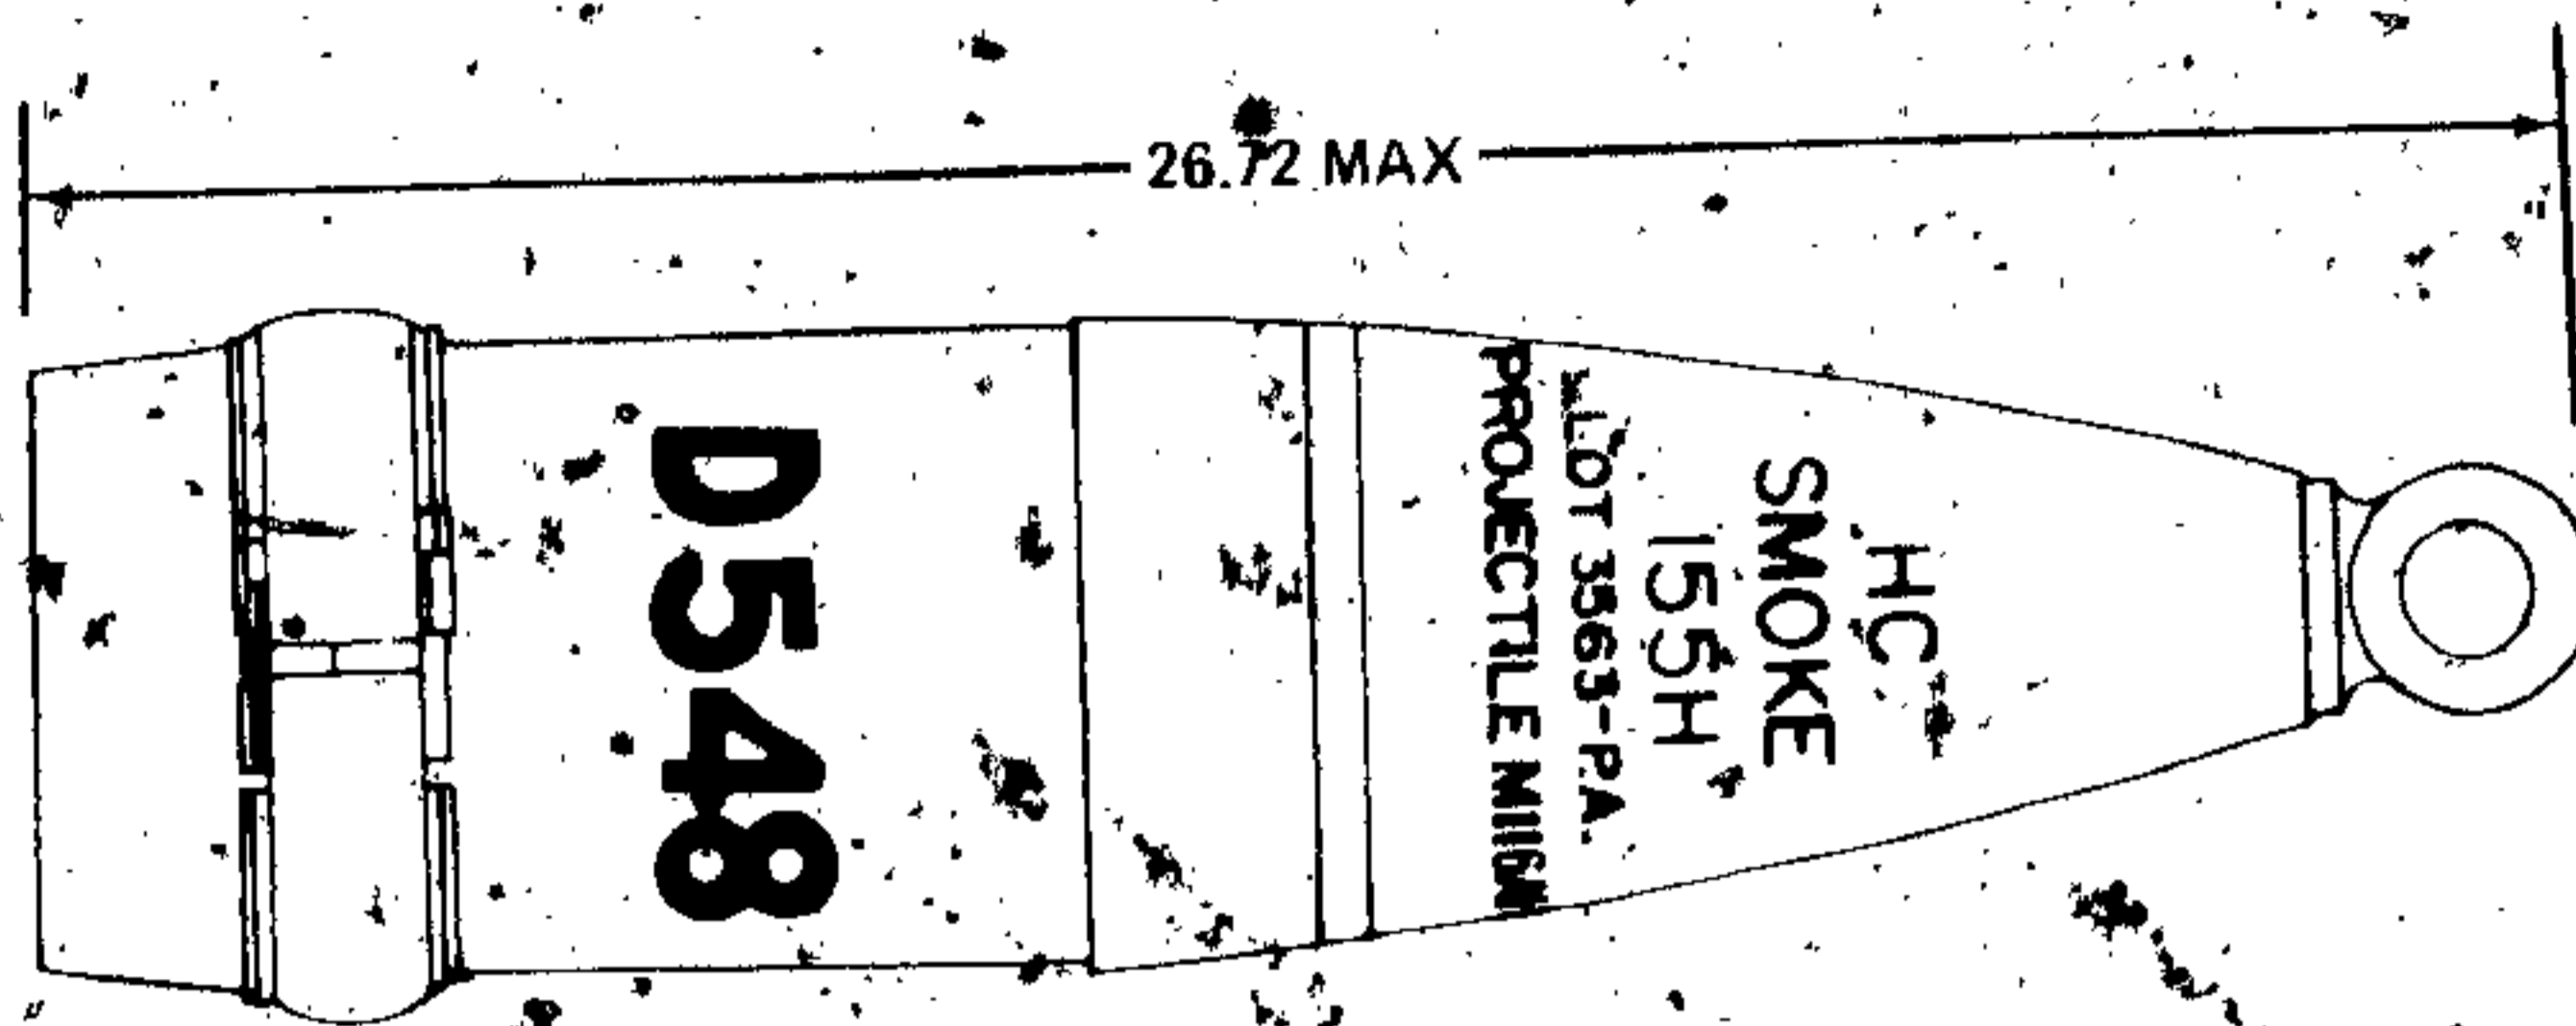 26.72 MAX
HC
SMOKE
155H
LOT 3563-P.A.
PROJECTILE M116
D548